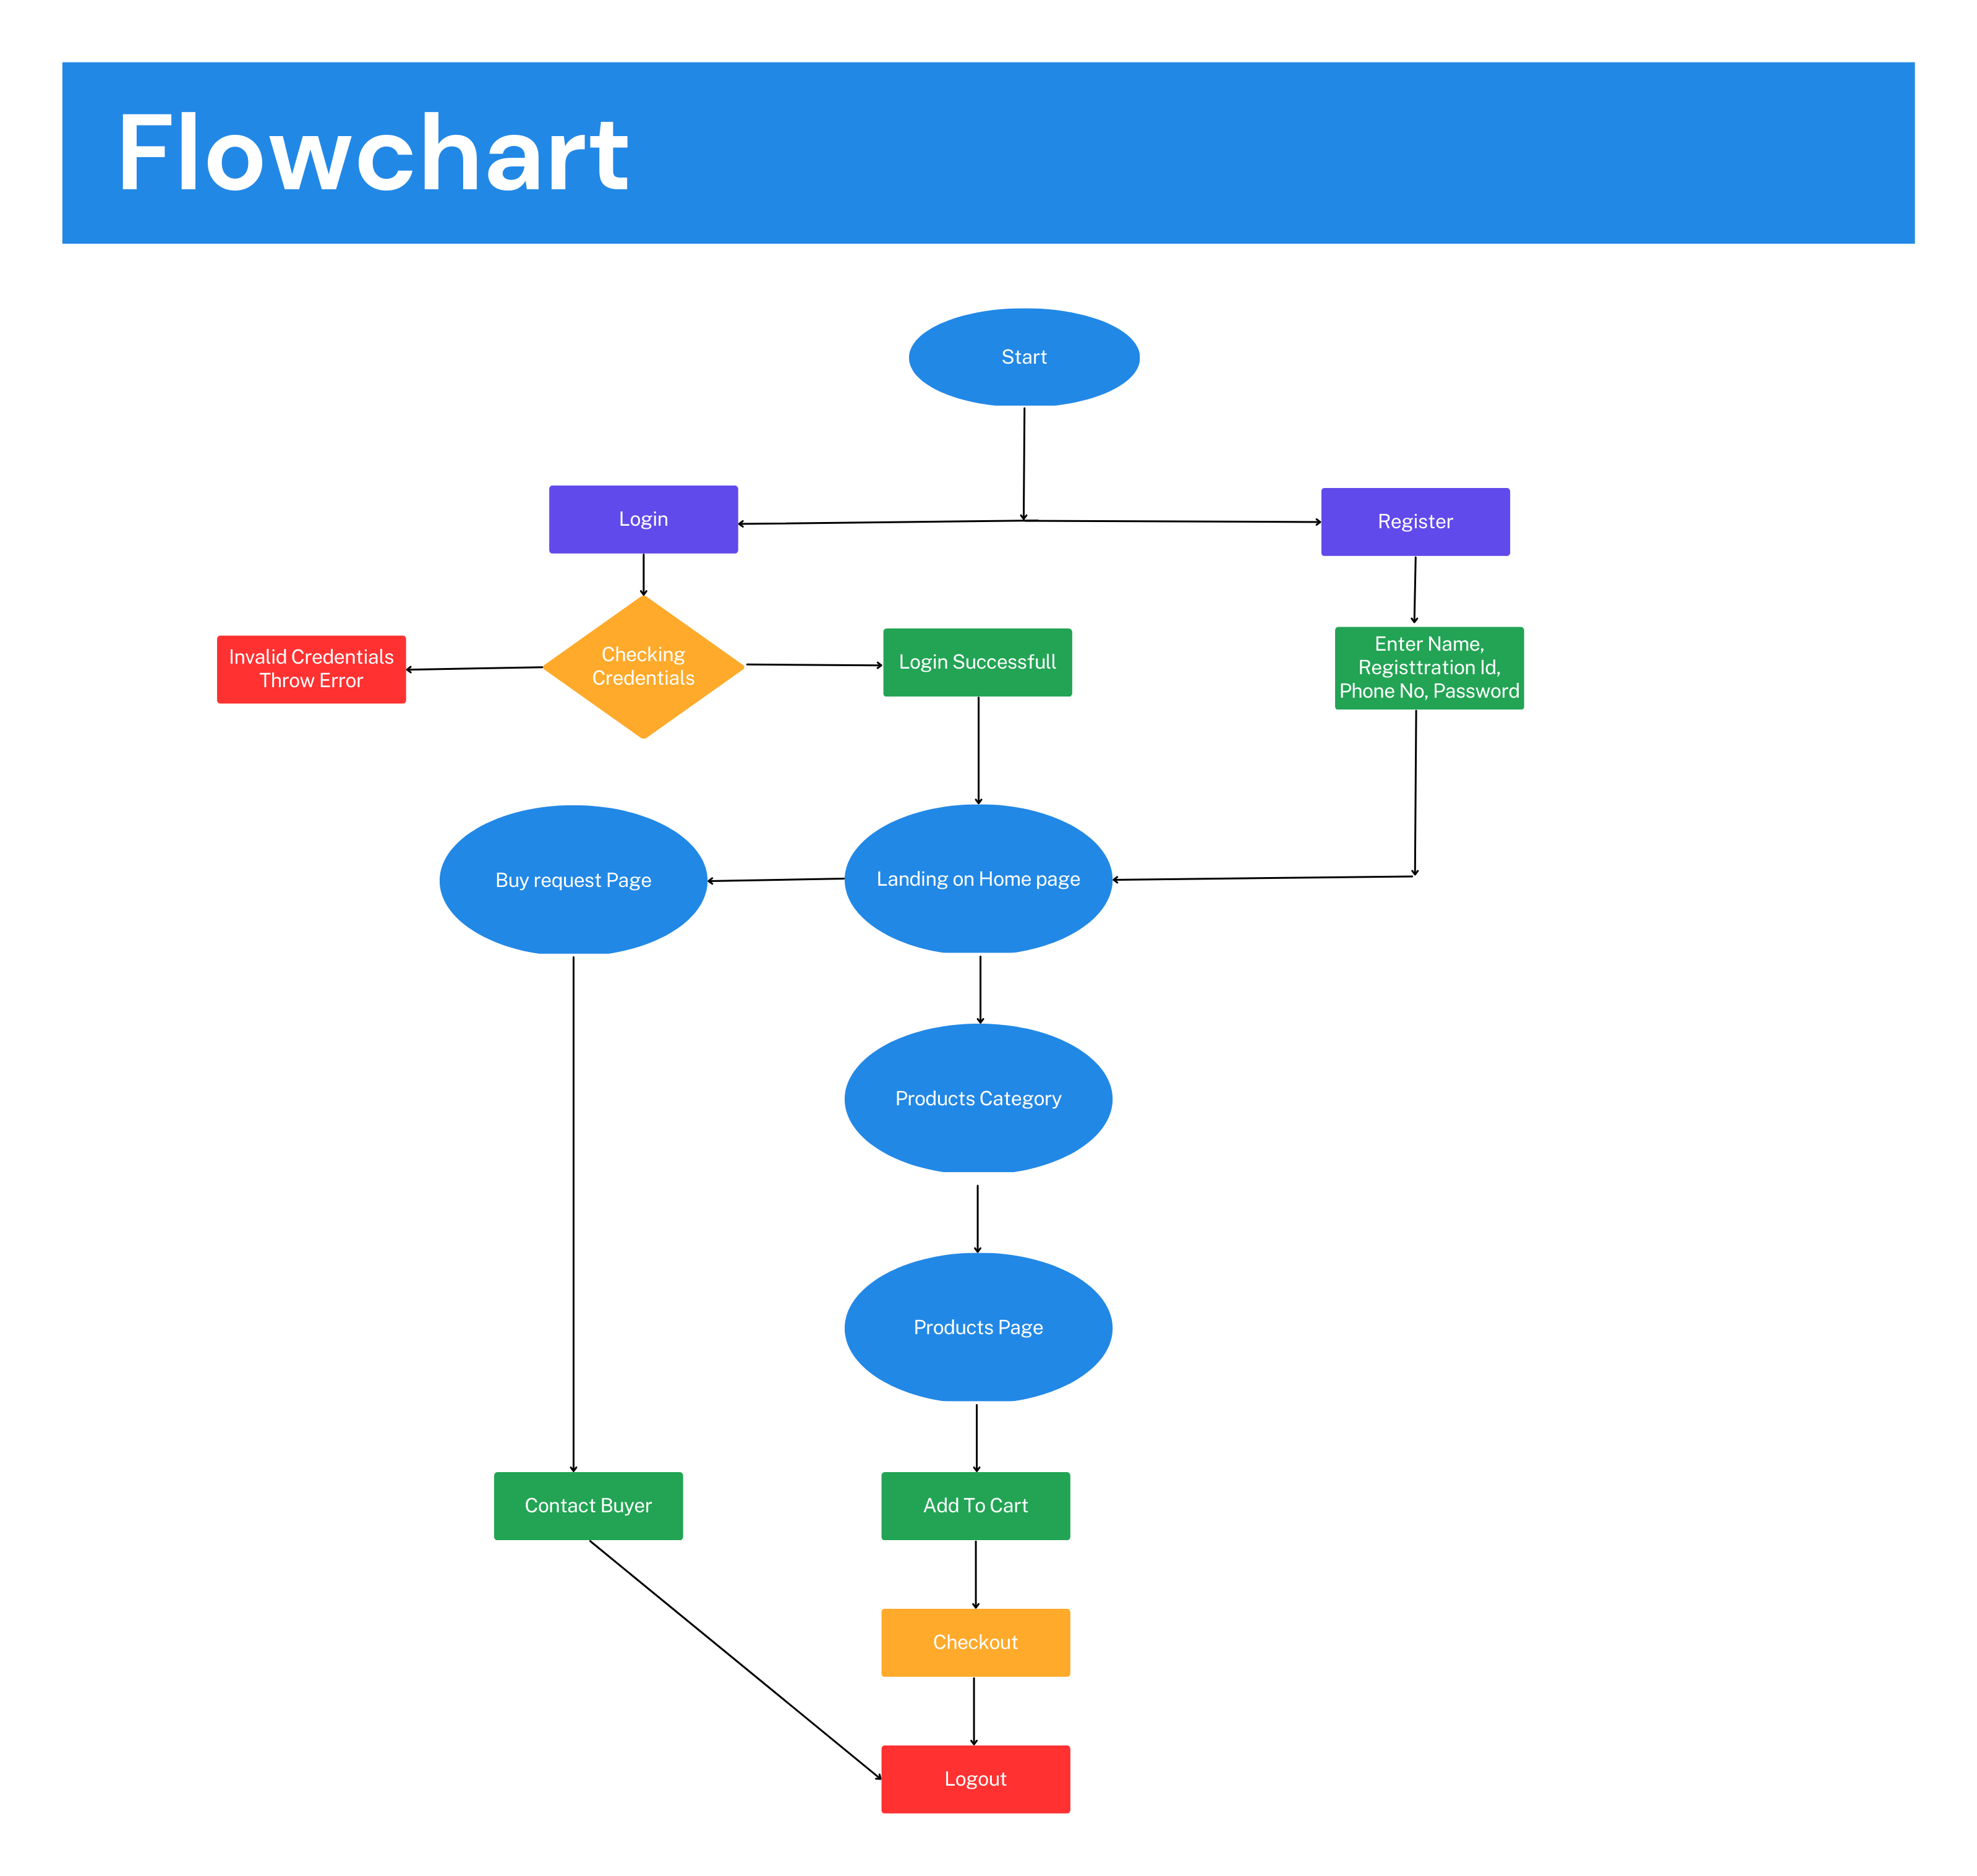 Flowchart
Start
Login
Register
Invalid Credentials
Throw Error
Checking
Credentials
Login Successfull
Enter Name,
Registtration Id,
Phone No, Password
Buy request Page
Landing on Home page
Products Category
Products Page
Contact Buyer
Add To Cart
Checkout
Logout